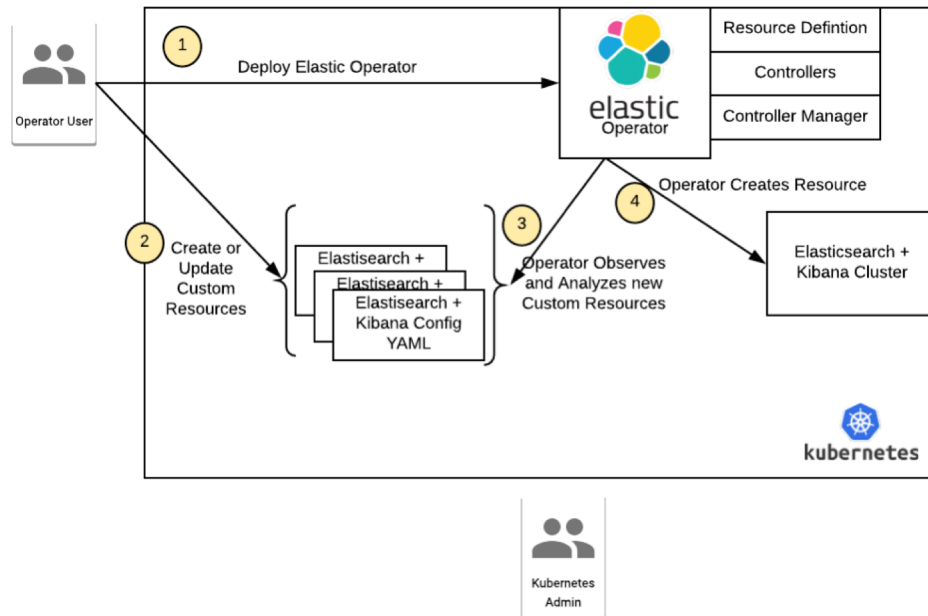 1
Deploy Elastic Operator
Operator User
elastic
Operator
Resource Defintion
Controllers
Controller Manager
2
Create or
Update
Custom
Resources
Elastisearch +
Elastisearch +
Elastisearch +
Kibana Config
YAML
3
Operator Observes
and Analyzes new
Custom Resources
4
Operator Creates Resource
Elasticsearch +
Kibana Cluster
kubernetes
Kubernetes
Admin